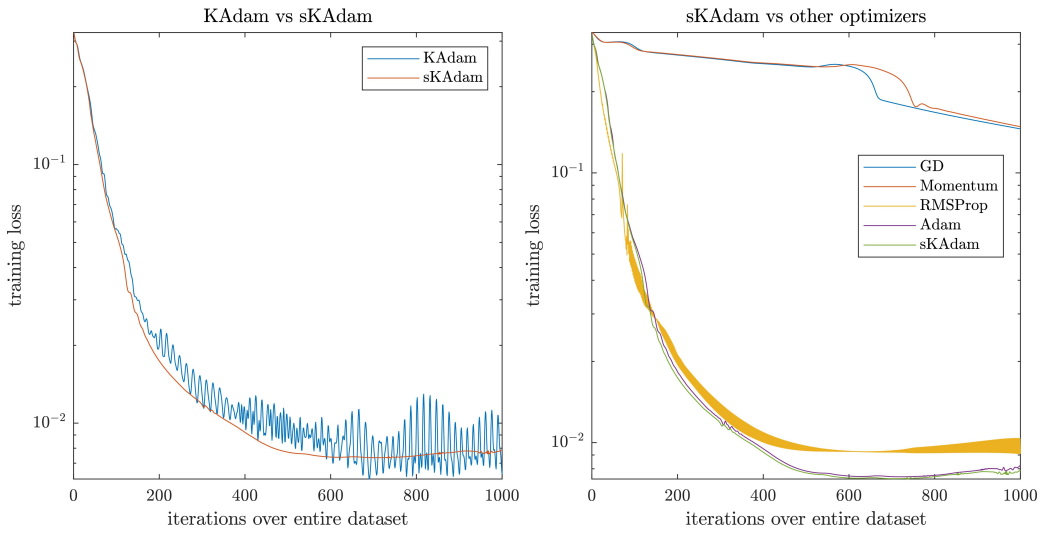 KAdam vs sKAdam
10⁻¹
10⁻²
training loss
KAdam
sKAdam
0 200 400 600 800 1000
iterations over entire dataset
sKAdam vs other optimizers
10⁻¹
10⁻²
training loss
GD
Momentum
RMSProp
Adam
sKAdam
0 200 400 600 800 1000
iterations over entire dataset